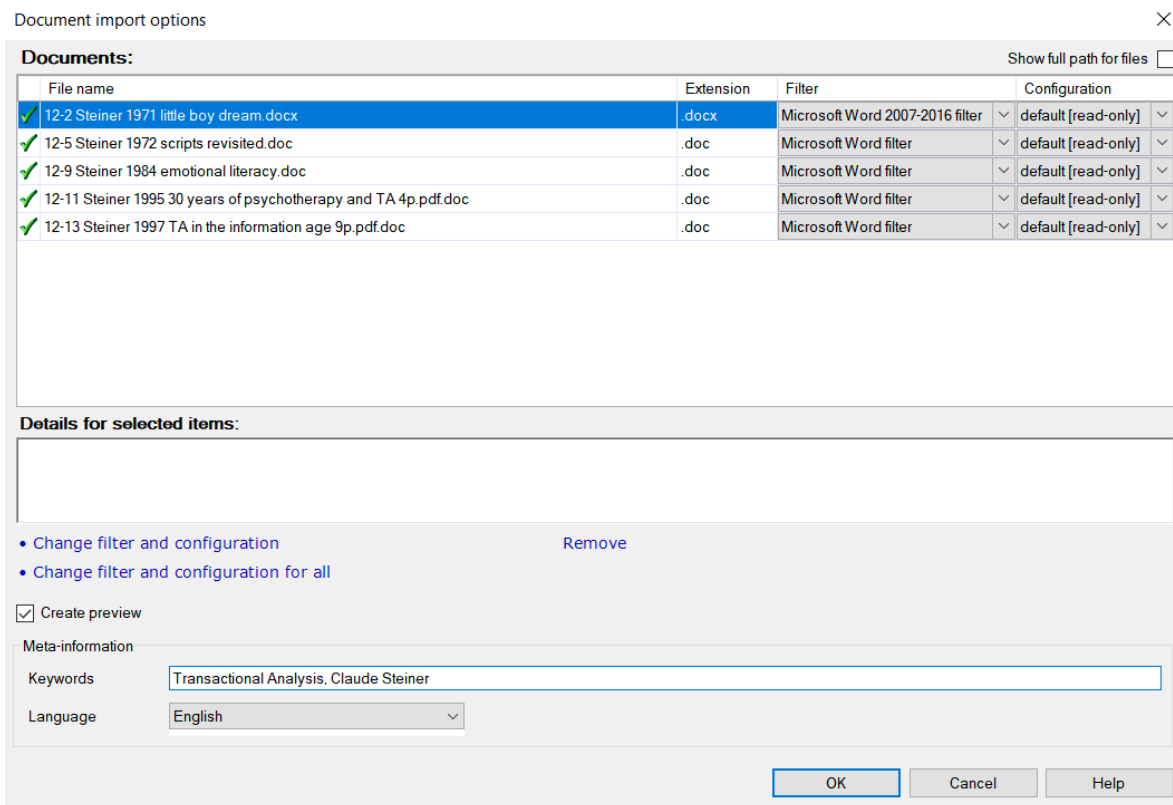 Document import options
Documents:
Show full path for files
File name Extension Filter Configuration
12-2 Steiner 1971 little boy dream.docx .docx Microsoft Word 2007-2016 filter default [read-only]
12-5 Steiner 1972 scripts revisited.doc .doc Microsoft Word filter default [read-only]
12-9 Steiner 1984 emotional literacy.doc .doc Microsoft Word filter default [read-only]
12-11 Steiner 1995 30 years of psychotherapy and TA 4p.pdf.doc .doc Microsoft Word filter default [read-only]
12-13 Steiner 1997 TA in the information age 9p.pdf.doc .doc Microsoft Word filter default [read-only]
Details for selected items:
• Change filter and configuration Remove
• Change filter and configuration for all
Create preview
Meta-information
Keywords Transactional Analysis, Claude Steiner
Language English
OK Cancel Help